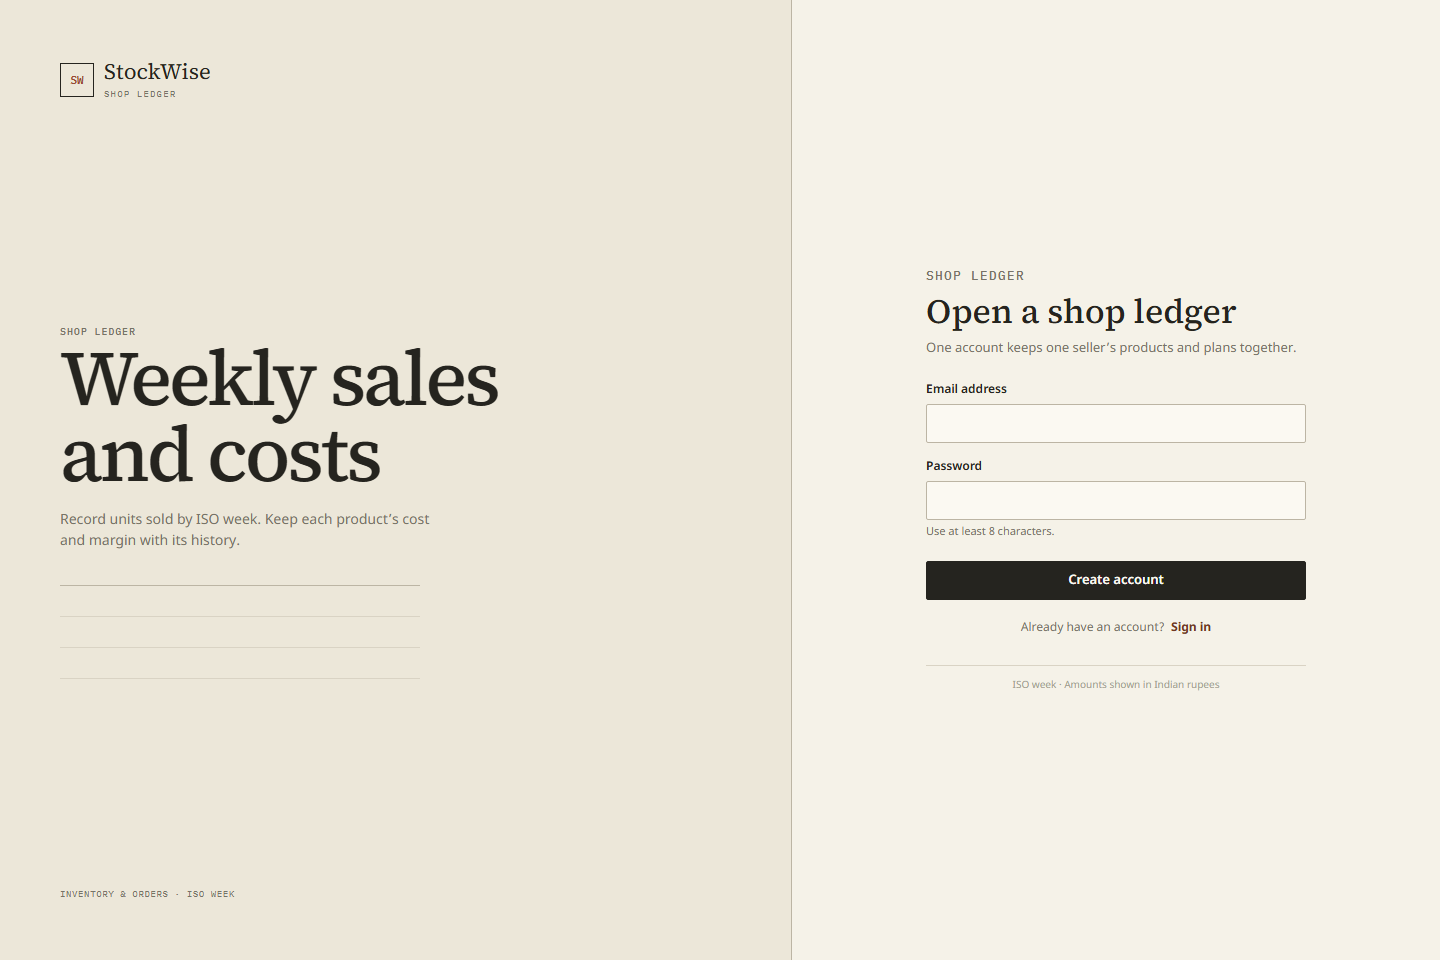 SW
StockWise
SHOP LEDGER
SHOP LEDGER
Weekly sales
and costs
Record units sold by ISO week. Keep each product’s cost
and margin with its history.
INVENTORY & ORDERS · ISO WEEK
SHOP LEDGER
Open a shop ledger
One account keeps one seller’s products and plans together.
Email address
Password
Use at least 8 characters.
Create account
Already have an account? Sign in
ISO week · Amounts shown in Indian rupees